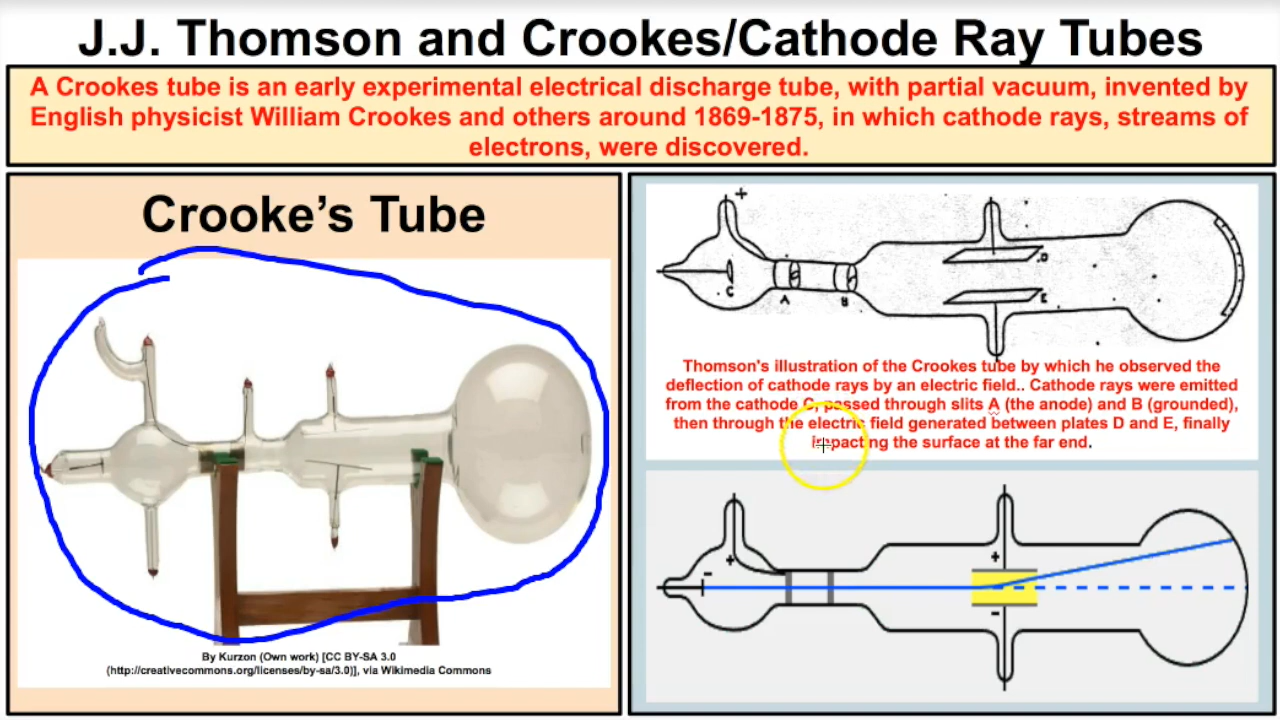 J.J. Thomson and Crookes/Cathode Ray Tubes
A Crookes tube is an early experimental electrical discharge tube, with partial vacuum, invented by
English physicist William Crookes and others around 1869-1875, in which cathode rays, streams of
electrons, were discovered.
Crooke's Tube
By Kurzon (Own work) [CC BY-SA 3.0
(http://creativecommons.org/licenses/by-sa/3.0)], via Wikimedia Commons
+
C
A
B
D
E
Thomson's illustration of the Crookes tube by which he observed the
deflection of cathode rays by an electric field.. Cathode rays were emitted
from the cathode C, passed through slits A (the anode) and B (grounded),
then through the electric field generated between plates D and E, finally
impacting the surface at the far end.
-
+
+
-